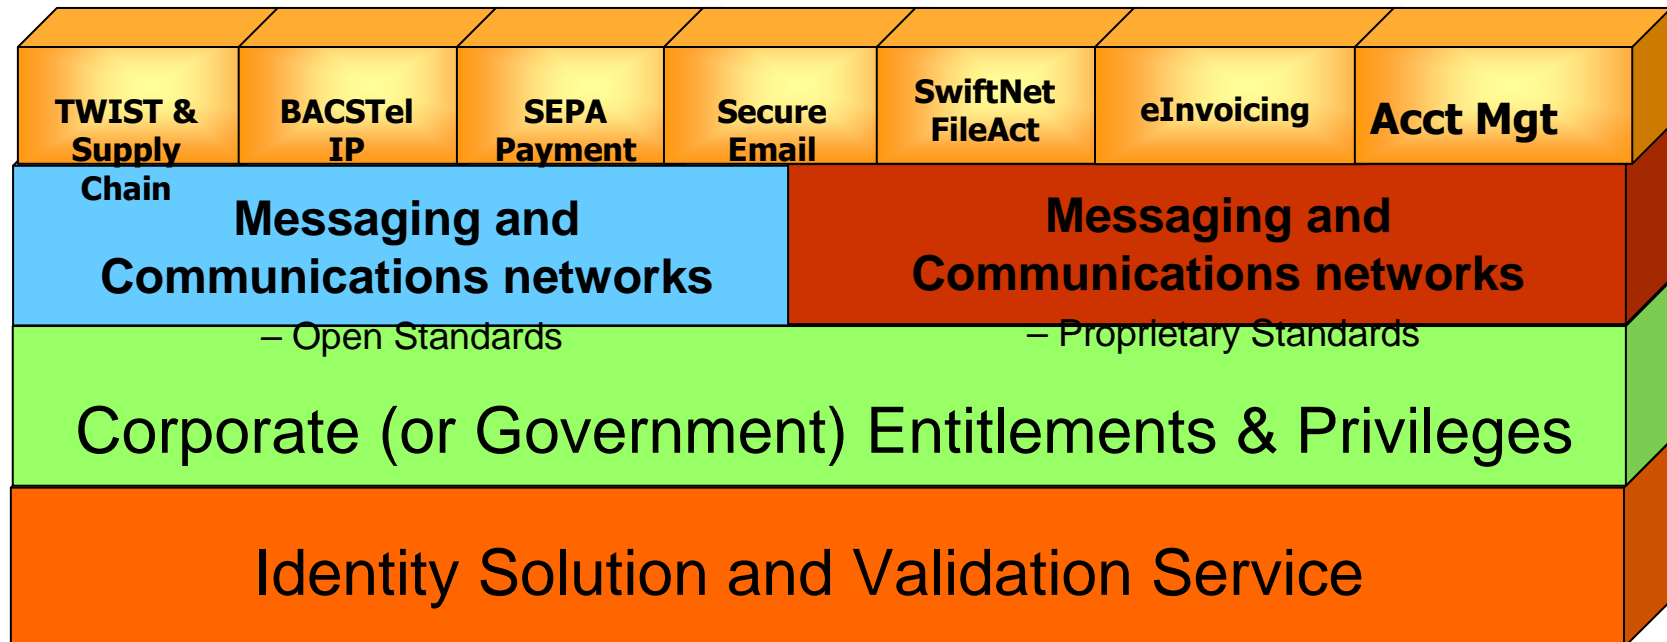 TWIST &
Supply
Chain
BACSTel
IP
SEPA
Payment
Secure
Email
SwiftNet
FileAct
eInvoicing
Acct Mgt
Messaging and
Communications networks
– Open Standards
Messaging and
Communications networks
– Proprietary Standards
Corporate (or Government) Entitlements & Privileges
Identity Solution and Validation Service